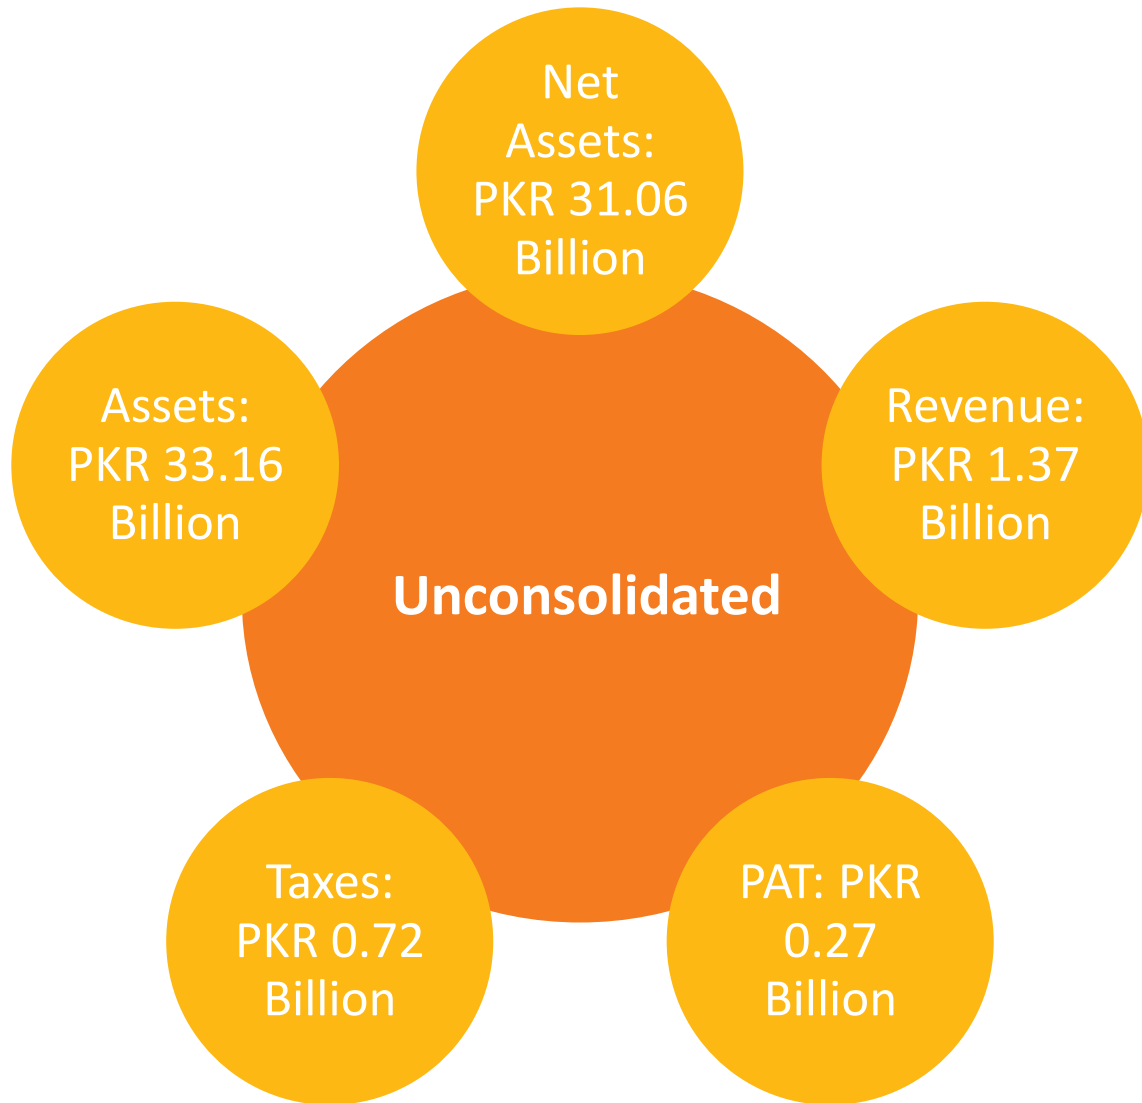 Net
Assets:
PKR 31.06
Billion
Assets:
PKR 33.16
Billion
Revenue:
PKR 1.37
Billion
Unconsolidated
Taxes:
PKR 0.72
Billion
PAT: PKR
0.27
Billion